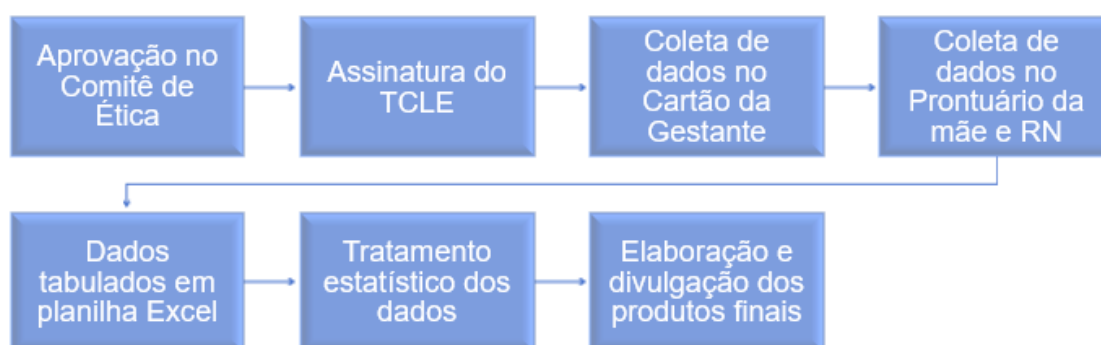 Aprovação no
Comitê de
Ética
Assinatura do
TCLE
Coleta de
dados no
Cartão da
Gestante
Coleta de
dados no
Prontuário da
mãe e RN
Dados
tabulados em
planilha Excel
Tratamento
estatístico dos
dados
Elaboração e
divulgação dos
produtos finais